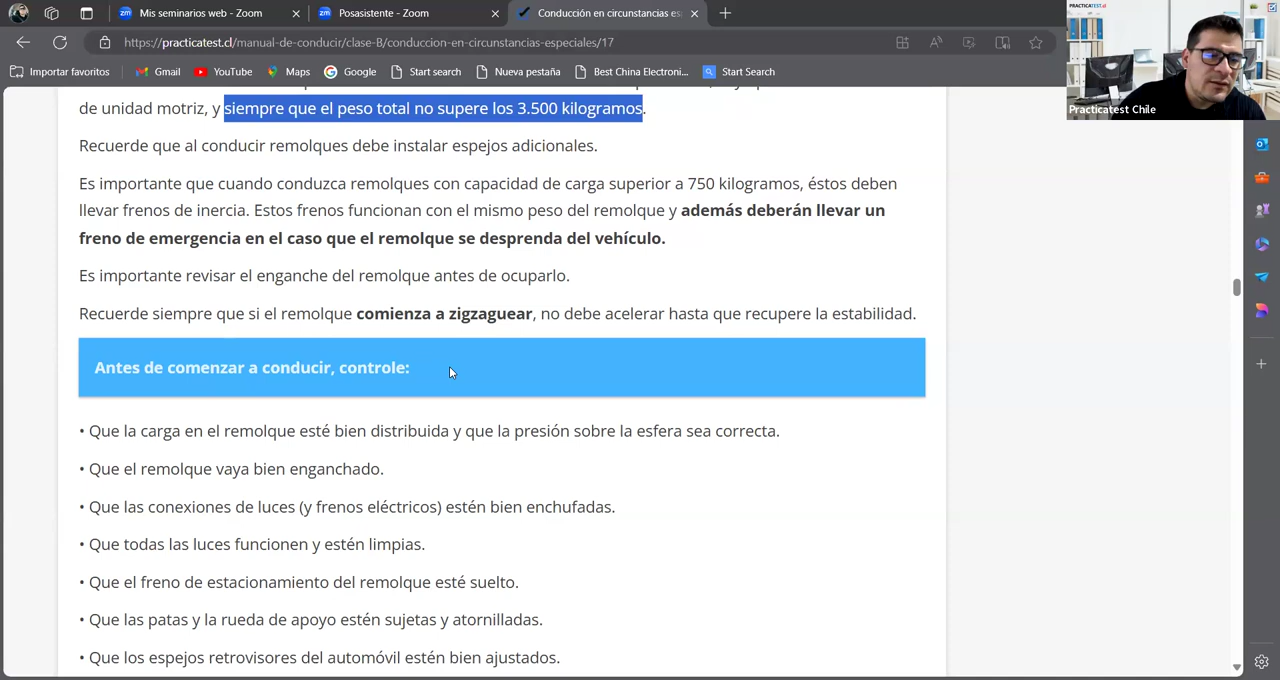 Mis seminarios web - Zoom
Posasistente - Zoom
Conducción en circunstancias es
https://practicatest.cl/manual-de-conducir/clase-B/conduccion-en-circunstancias-especiales/17
Importar favoritos
Gmail
YouTube
Maps
Google
Start search
Nueva pestaña
Best China Electroni...
Start Search
PRACTICATEST.cl
Practicatest Chile
de unidad motriz, y siempre que el peso total no supere los 3.500 kilogramos.
Recuerde que al conducir remolques debe instalar espejos adicionales.
Es importante que cuando conduzca remolques con capacidad de carga superior a 750 kilogramos, éstos deben
llevar frenos de inercia. Estos frenos funcionan con el mismo peso del remolque y además deberán llevar un
freno de emergencia en el caso que el remolque se desprenda del vehículo.
Es importante revisar el enganche del remolque antes de ocuparlo.
Recuerde siempre que si el remolque comienza a zigzaguear, no debe acelerar hasta que recupere la estabilidad.
Antes de comenzar a conducir, controle:
• Que la carga en el remolque esté bien distribuida y que la presión sobre la esfera sea correcta.
• Que el remolque vaya bien enganchado.
• Que las conexiones de luces (y frenos eléctricos) estén bien enchufadas.
• Que todas las luces funcionen y estén limpias.
• Que el freno de estacionamiento del remolque esté suelto.
• Que las patas y la rueda de apoyo estén sujetas y atornilladas.
• Que los espejos retrovisores del automóvil estén bien ajustados.